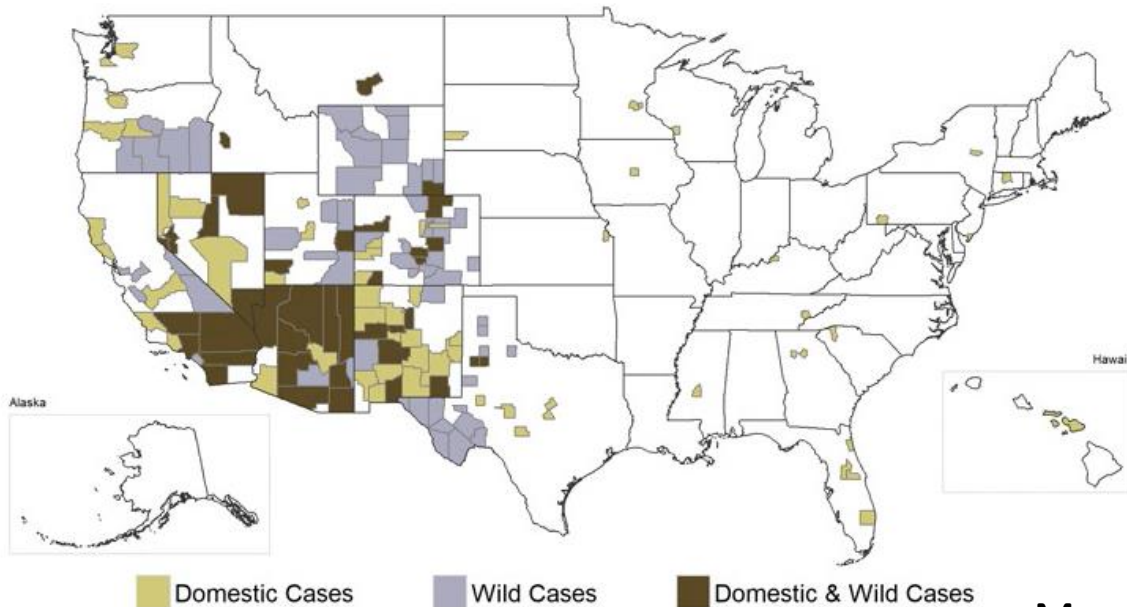 Hawaii
Alaska
Domestic Cases
Wild Cases
Domestic & Wild Cases